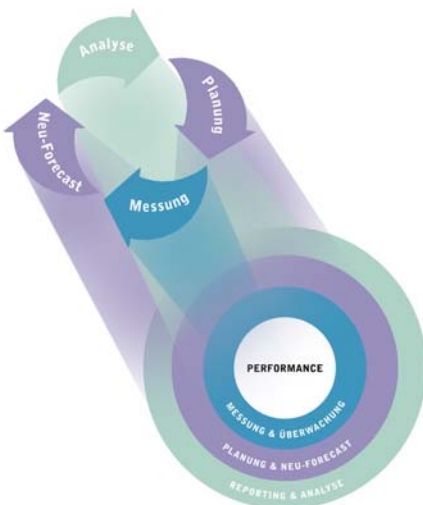 Analyse
Planung
Neu-Forecast
Messung
PERFORMANCE
MESSUNG & ÜBERWACHUNG
PLANUNG & NEU-FORECAST
REPORTING & ANALYSE